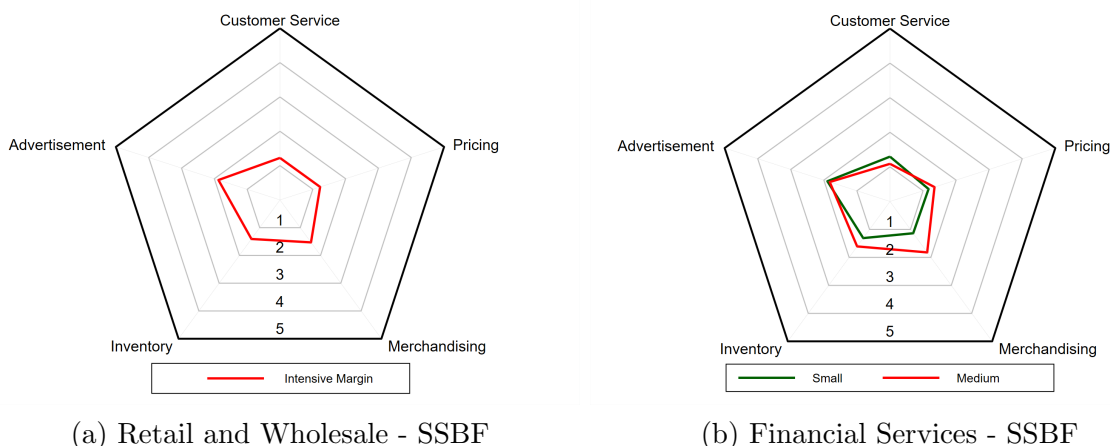 Customer Service
Advertisement
Pricing
1
2
3
4
5
Inventory
Merchandising
Intensive Margin
(a) Retail and Wholesale - SSBF
Customer Service
Advertisement
Pricing
1
2
3
4
5
Inventory
Merchandising
Small
Medium
(b) Financial Services - SSBF